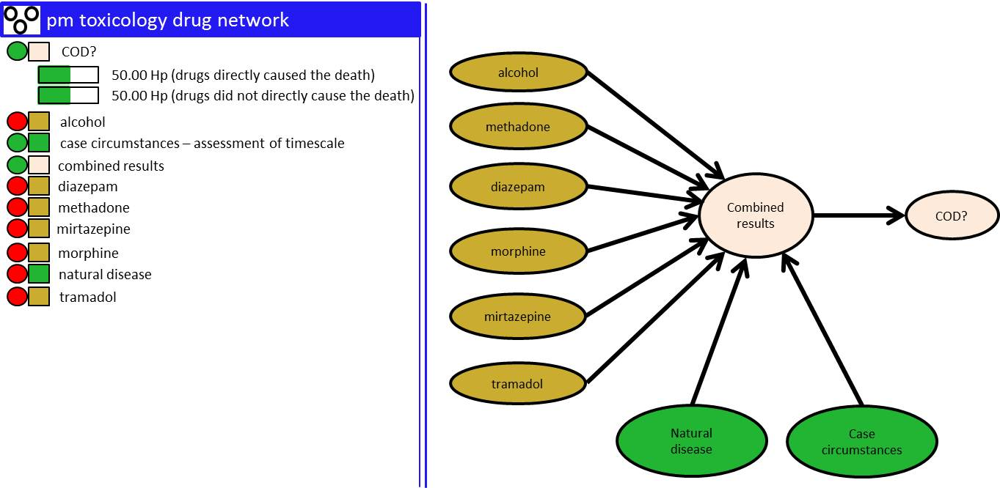 pm toxicology drug network
COD?
50.00 Hp (drugs directly caused the death)
50.00 Hp (drugs did not directly cause the death)
alcohol
case circumstances – assessment of timescale
combined results
diazepam
methadone
mirtazepine
morphine
natural disease
tramadol
alcohol
methadone
diazepam
morphine
mirtazepine
tramadol
Combined
results
COD?
Natural
disease
Case
circumstances